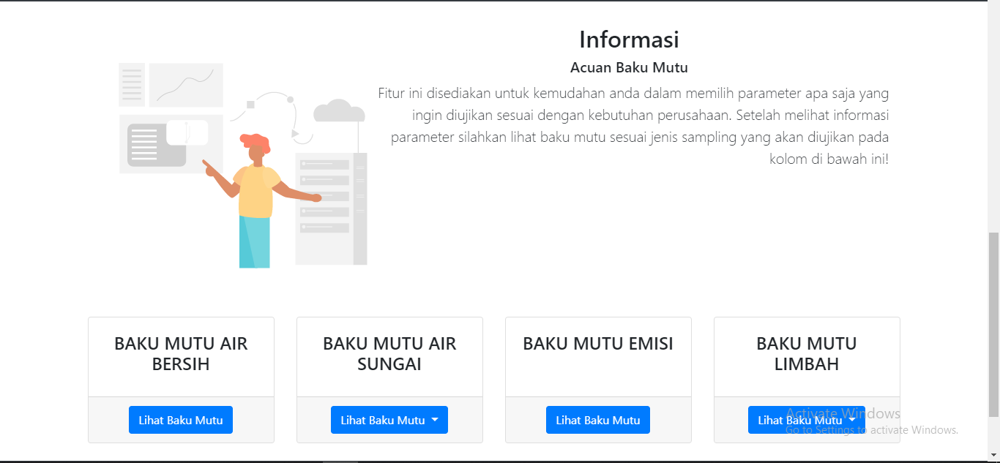 Informasi
Acuan Baku Mutu
Fitur ini disediakan untuk kemudahan anda dalam memilih parameter apa saja yang
ingin diujikan sesuai dengan kebutuhan perusahaan. Setelah melihat informasi
parameter silahkan lihat baku mutu sesuai jenis sampling yang akan diujikan pada
kolom di bawah ini!
BAKU MUTU AIR
BERSIH
Lihat Baku Mutu
BAKU MUTU AIR
SUNGAI
Lihat Baku Mutu
BAKU MUTU EMISI
Lihat Baku Mutu
BAKU MUTU
LIMBAH
Lihat Baku Mutu
Activate Windows
Go to Settings to activate Windows.